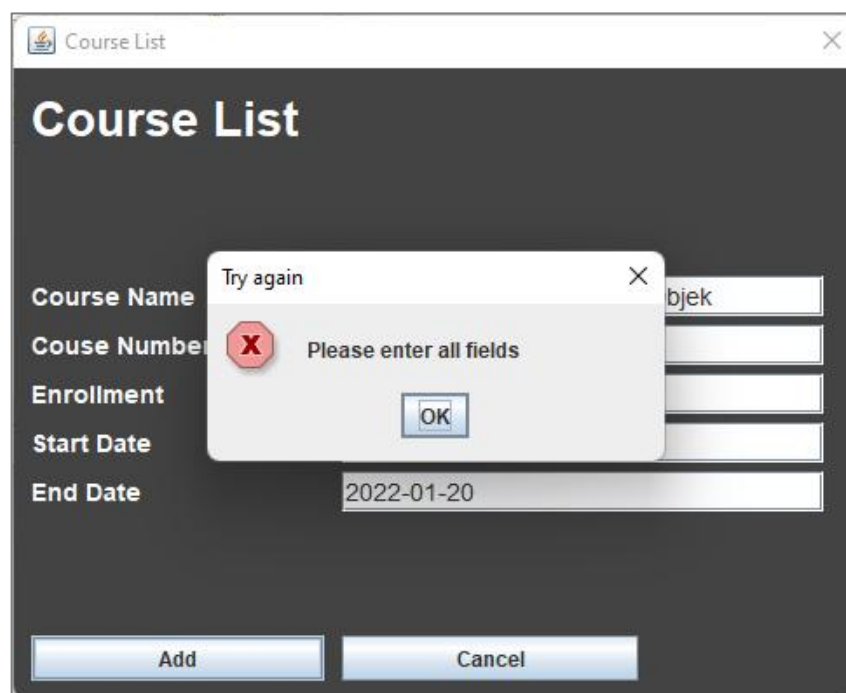 Course List
Course List
Try again
Course Name
bjek
Couse Number
Please enter all fields
Enrollment
OK
Start Date
End Date 2022-01-20
Add Cancel